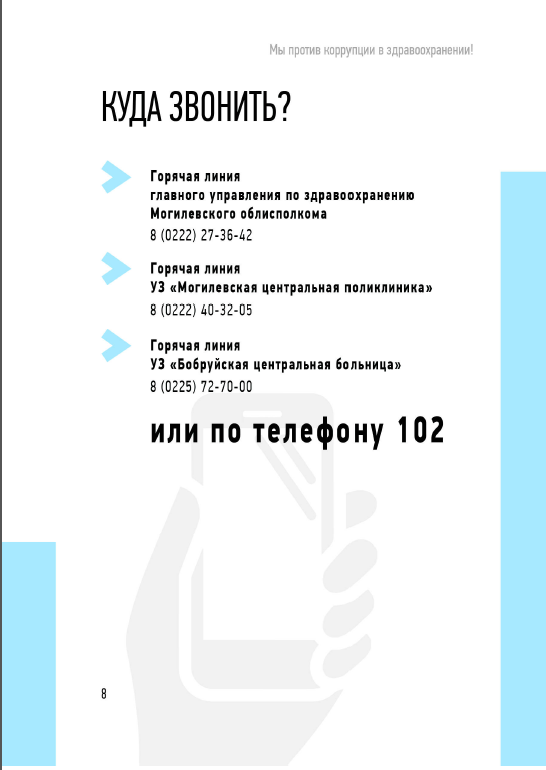 Мы против коррупции в здравоохранении!
КУДА ЗВОНИТЬ?
Горячая линия
главного управления по здравоохранению
Могилевского облисполкома
8 (0222) 27-36-42
Горячая линия
УЗ «Могилевская центральная поликлиника»
8 (0222) 40-32-05
Горячая линия
УЗ «Бобруйская центральная больница»
8 (0225) 72-70-00
или по телефону 102
8